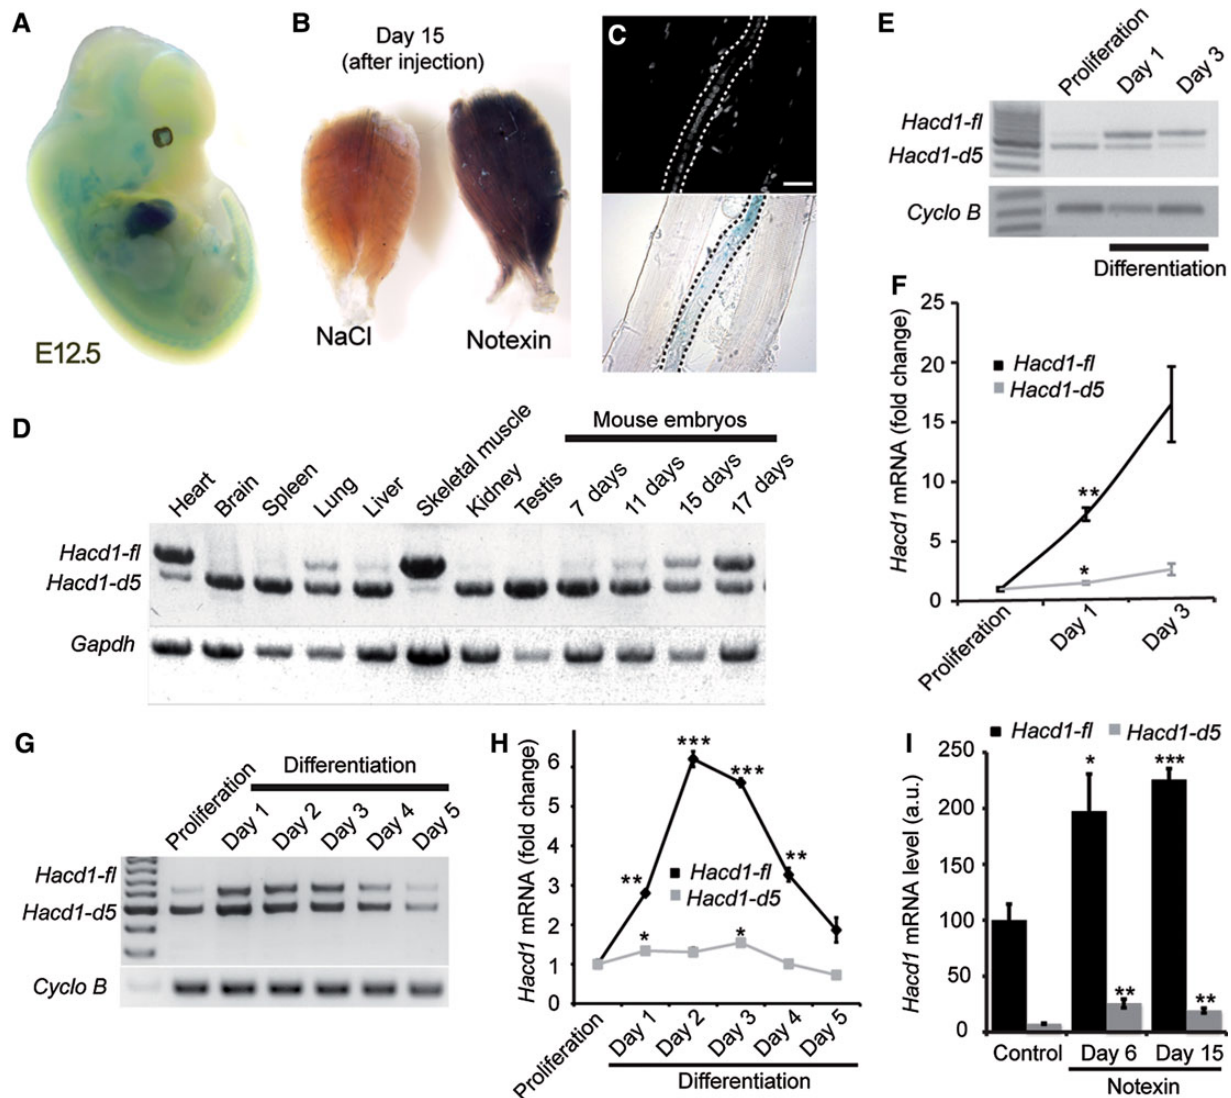 A
E12.5
B
Day 15
(after injection)
NaCl
Notexin
C
D
Heart
Brain
Spleen
Lung
Liver
Skeletal muscle
Kidney
Testis
Mouse embryos
7 days
11 days
15 days
17 days
Hacd1-fl
Hacd1-d5
Gapdh
E
Proliferation
Day 1
Day 3
Hacd1-fl
Hacd1-d5
Cyclo B
Differentiation
F
Hacd1 mRNA (fold change)
25
20
15
10
5
0
Hacd1-fl
Hacd1-d5
**
*
Proliferation
Day 1
Day 3
G
Differentiation
Proliferation
Day 1
Day 2
Day 3
Day 4
Day 5
Hacd1-fl
Hacd1-d5
Cyclo B
H
Hacd1 mRNA (fold change)
6
5
4
3
2
1
0
***
***
**
**
*
*
Hacd1-fl
Hacd1-d5
Proliferation
Day 1
Day 2
Day 3
Day 4
Day 5
Differentiation
I
Hacd1-fl
Hacd1-d5
Hacd1 mRNA level (a.u.)
250
200
150
100
50
0
*
***
**
**
Control
Day 6
Day 15
Notexin